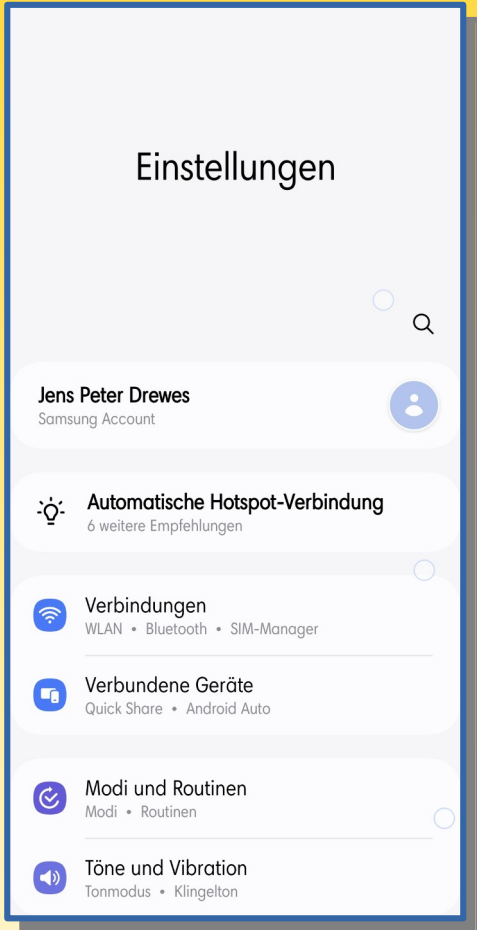 Einstellungen
Jens Peter Drewes
Samsung Account
Automatische Hotspot-Verbindung
6 weitere Empfehlungen
Verbindungen
WLAN • Bluetooth • SIM-Manager
Verbundene Geräte
Quick Share • Android Auto
Modi und Routinen
Modi • Routinen
Töne und Vibration
Tonmodus • Klingelton